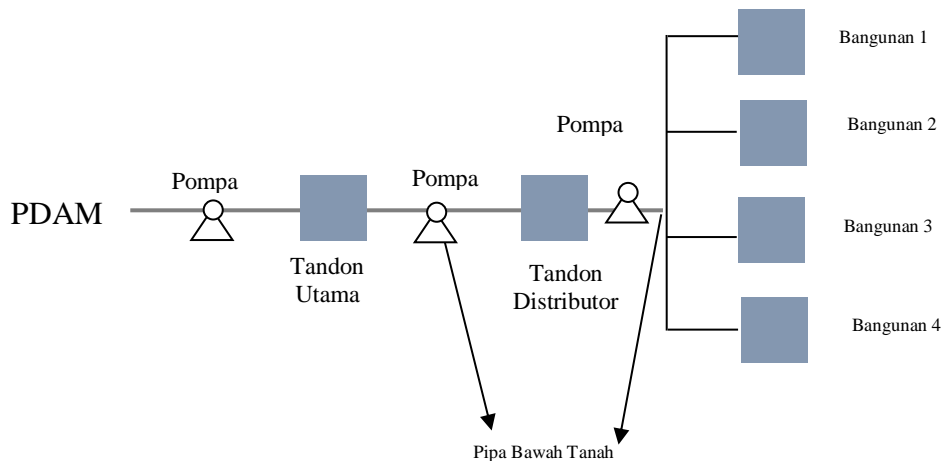 PDAM
Pompa
Tandon
Utama
Pompa
Tandon
Distributor
Pompa
Bangunan 1
Bangunan 2
Bangunan 3
Bangunan 4
Pipa Bawah Tanah